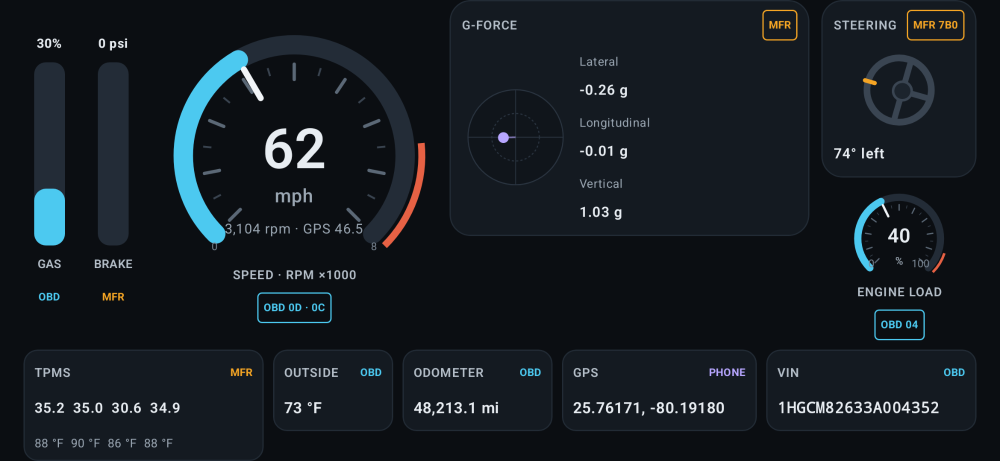 30%
0 psi
GAS
BRAKE
OBD
MFR
62
mph
3,104 rpm · GPS 46.5
0
8
SPEED · RPM ×1000
OBD 0D · 0C
G-FORCE
MFR
Lateral
-0.26 g
Longitudinal
-0.01 g
Vertical
1.03 g
STEERING
MFR 7B0
74° left
40
0
%
100
ENGINE LOAD
OBD 04
TPMS
MFR
35.2 35.0 30.6 34.9
88 °F 90 °F 86 °F 88 °F
OUTSIDE
OBD
73 °F
ODOMETER
OBD
48,213.1 mi
GPS
PHONE
25.76171, -80.19180
VIN
OBD
1HGCM82633A004352